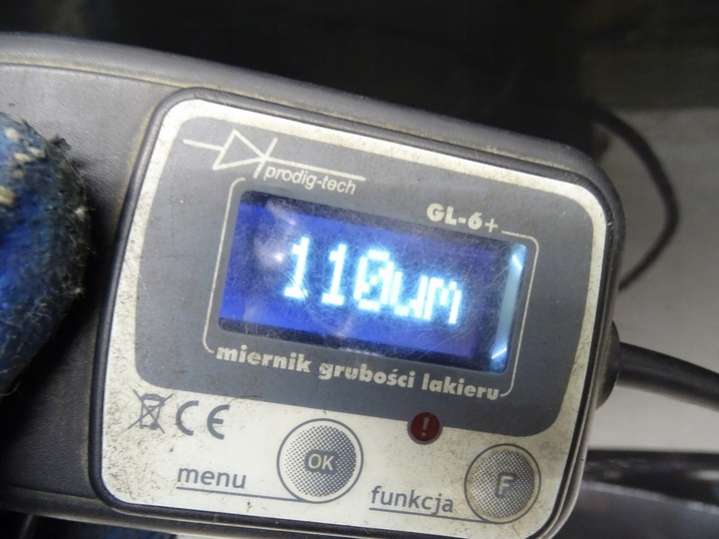 prodig-tech
GL-6+
110um
miernik grubości lakieru
CE
OK
!
F
menu
funkcja